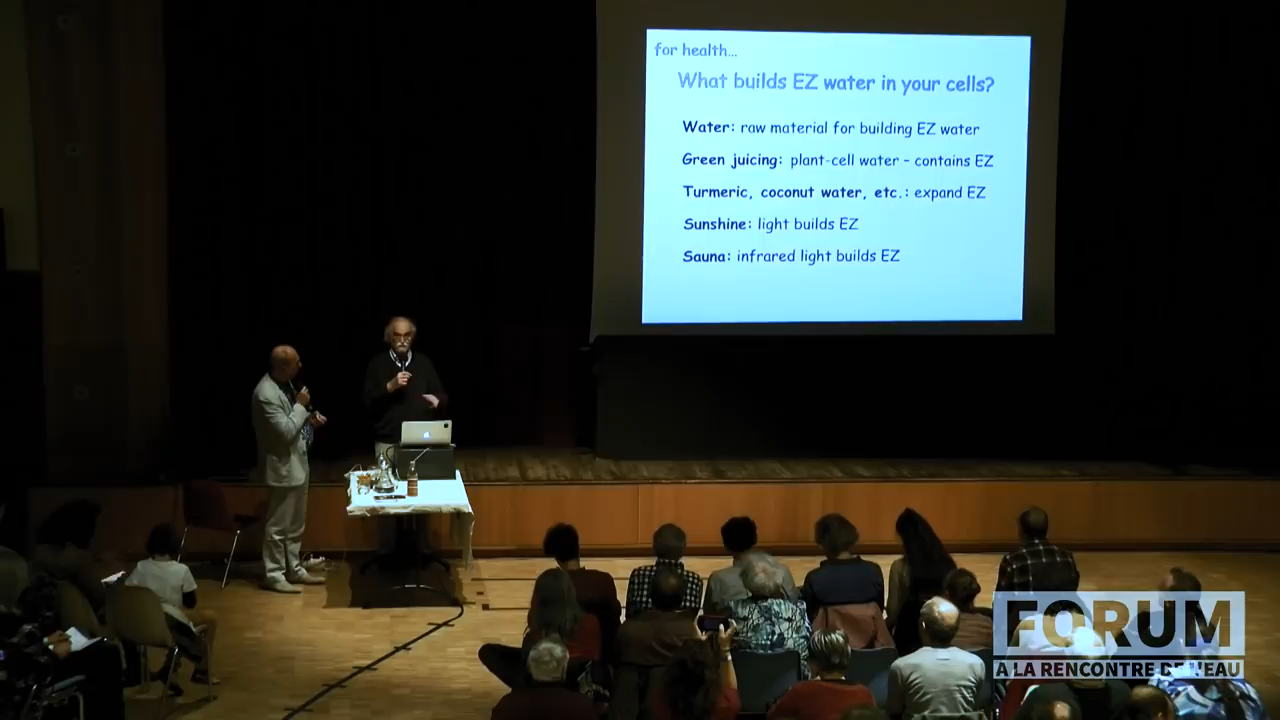 for health...
What builds EZ water in your cells?
Water: raw material for building EZ water
Green juicing: plant-cell water - contains EZ
Turmeric, coconut water, etc.: expand EZ
Sunshine: light builds EZ
Sauna: infrared light builds EZ
FORUM
A LA RENCONTRE DE L'EAU